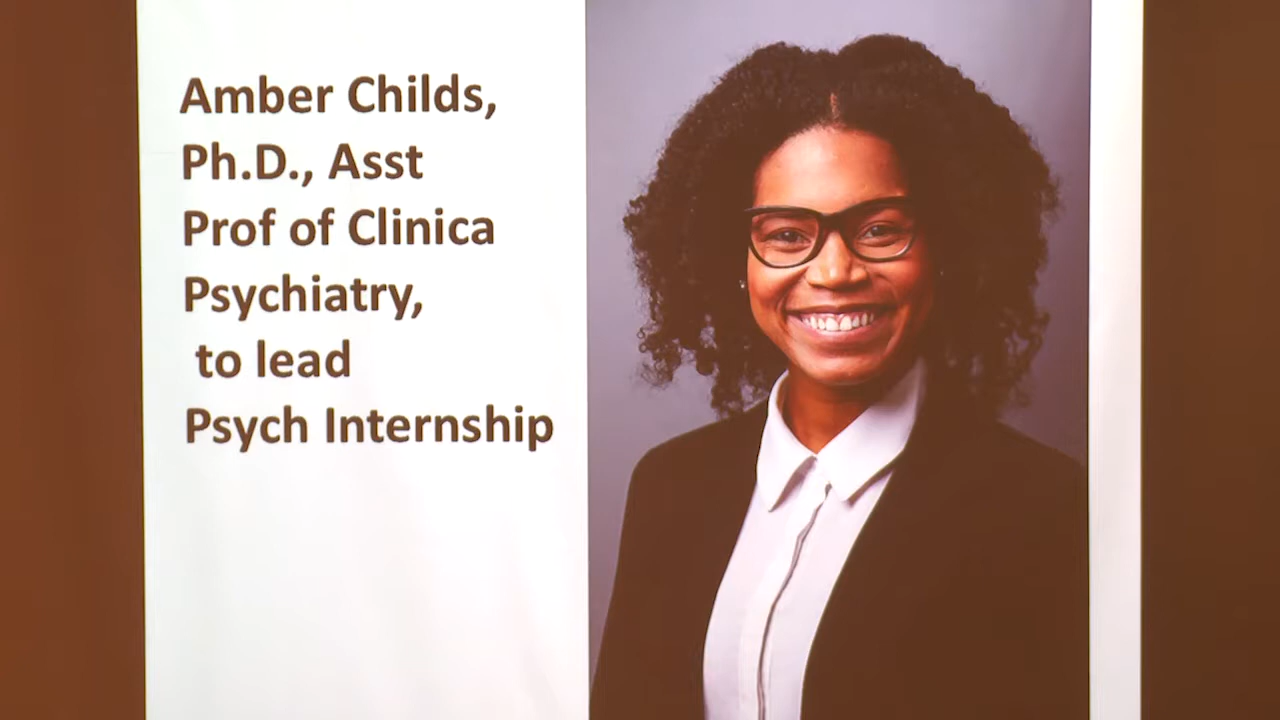 Amber Childs,
Ph.D., Asst
Prof of Clinica
Psychiatry,
to lead
Psych Internship